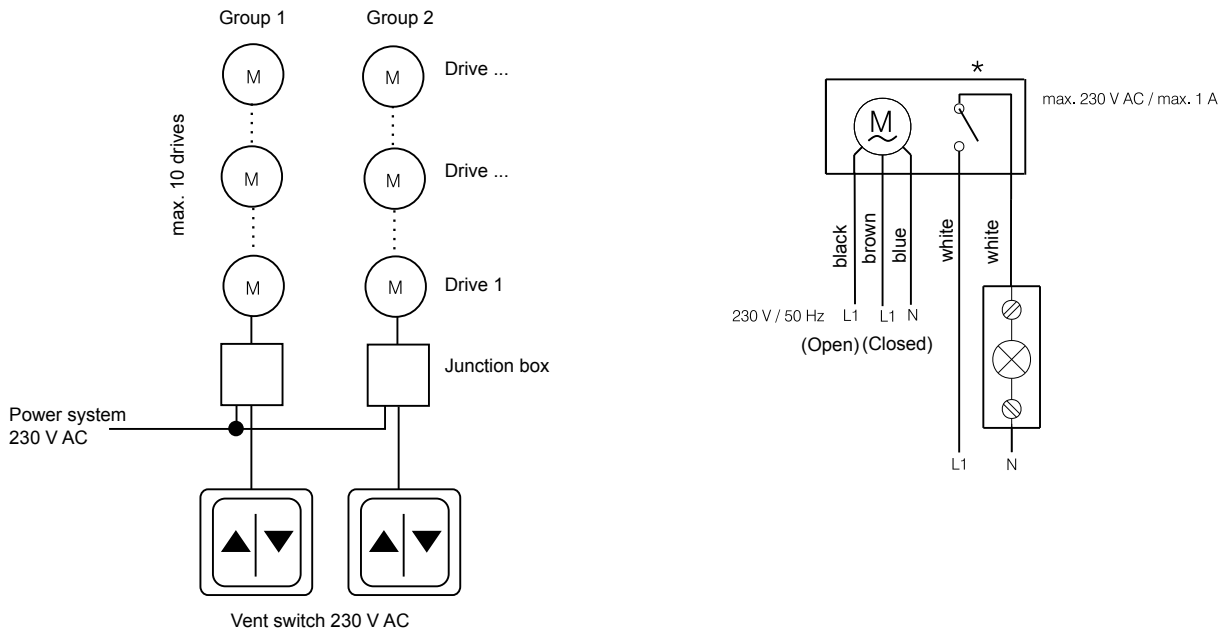 Group 1
Group 2
M
M
Drive ...
max. 10 drives
M
M
Drive ...
M
M
Drive 1
Junction box
Power system
230 V AC
Vent switch 230 V AC
*
max. 230 V AC / max. 1 A
M
black
brown
blue
white
white
230 V / 50 Hz L1 L1 N
(Open) (Closed)
L1 N